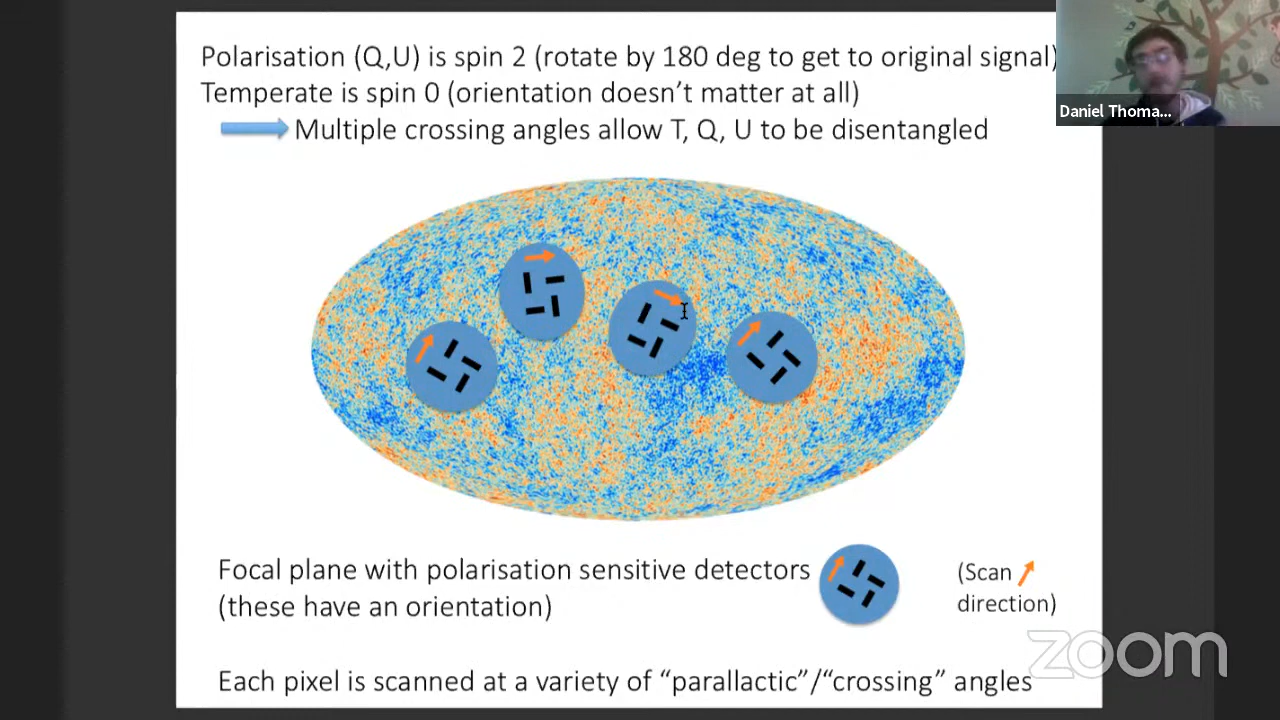 Polarisation (Q,U) is spin 2 (rotate by 180 deg to get to original signal)
Temperate is spin 0 (orientation doesn't matter at all)
Multiple crossing angles allow T, Q, U to be disentangled
Daniel Thoma...
Focal plane with polarisation sensitive detectors
(these have an orientation)
(Scan
direction)
zoom
Each pixel is scanned at a variety of "parallactic"/"crossing" angles